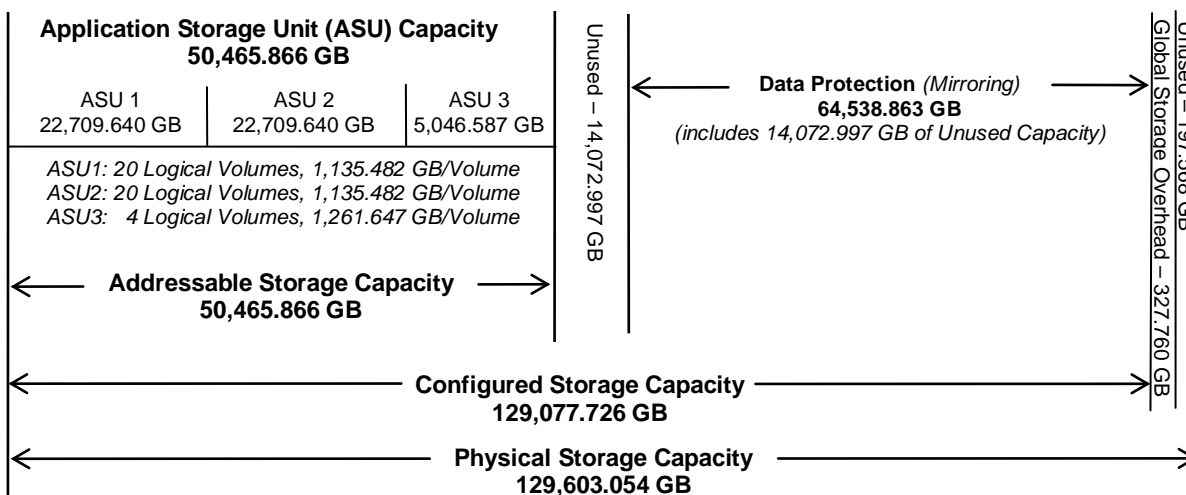 Application Storage Unit (ASU) Capacity
50,465.866 GB
ASU 1
22,709.640 GB
ASU 2
22,709.640 GB
ASU 3
5,046.587 GB
ASU1: 20 Logical Volumes, 1,135.482 GB/Volume
ASU2: 20 Logical Volumes, 1,135.482 GB/Volume
ASU3: 4 Logical Volumes, 1,261.647 GB/Volume
Addressable Storage Capacity
50,465.866 GB
Unused – 14,072.997 GB
Data Protection (Mirroring)
64,538.863 GB
(includes 14,072.997 GB of Unused Capacity)
Global Storage Overhead – 327.760 GB
Unused – 197.568 GB
Configured Storage Capacity
129,077.726 GB
Physical Storage Capacity
129,603.054 GB